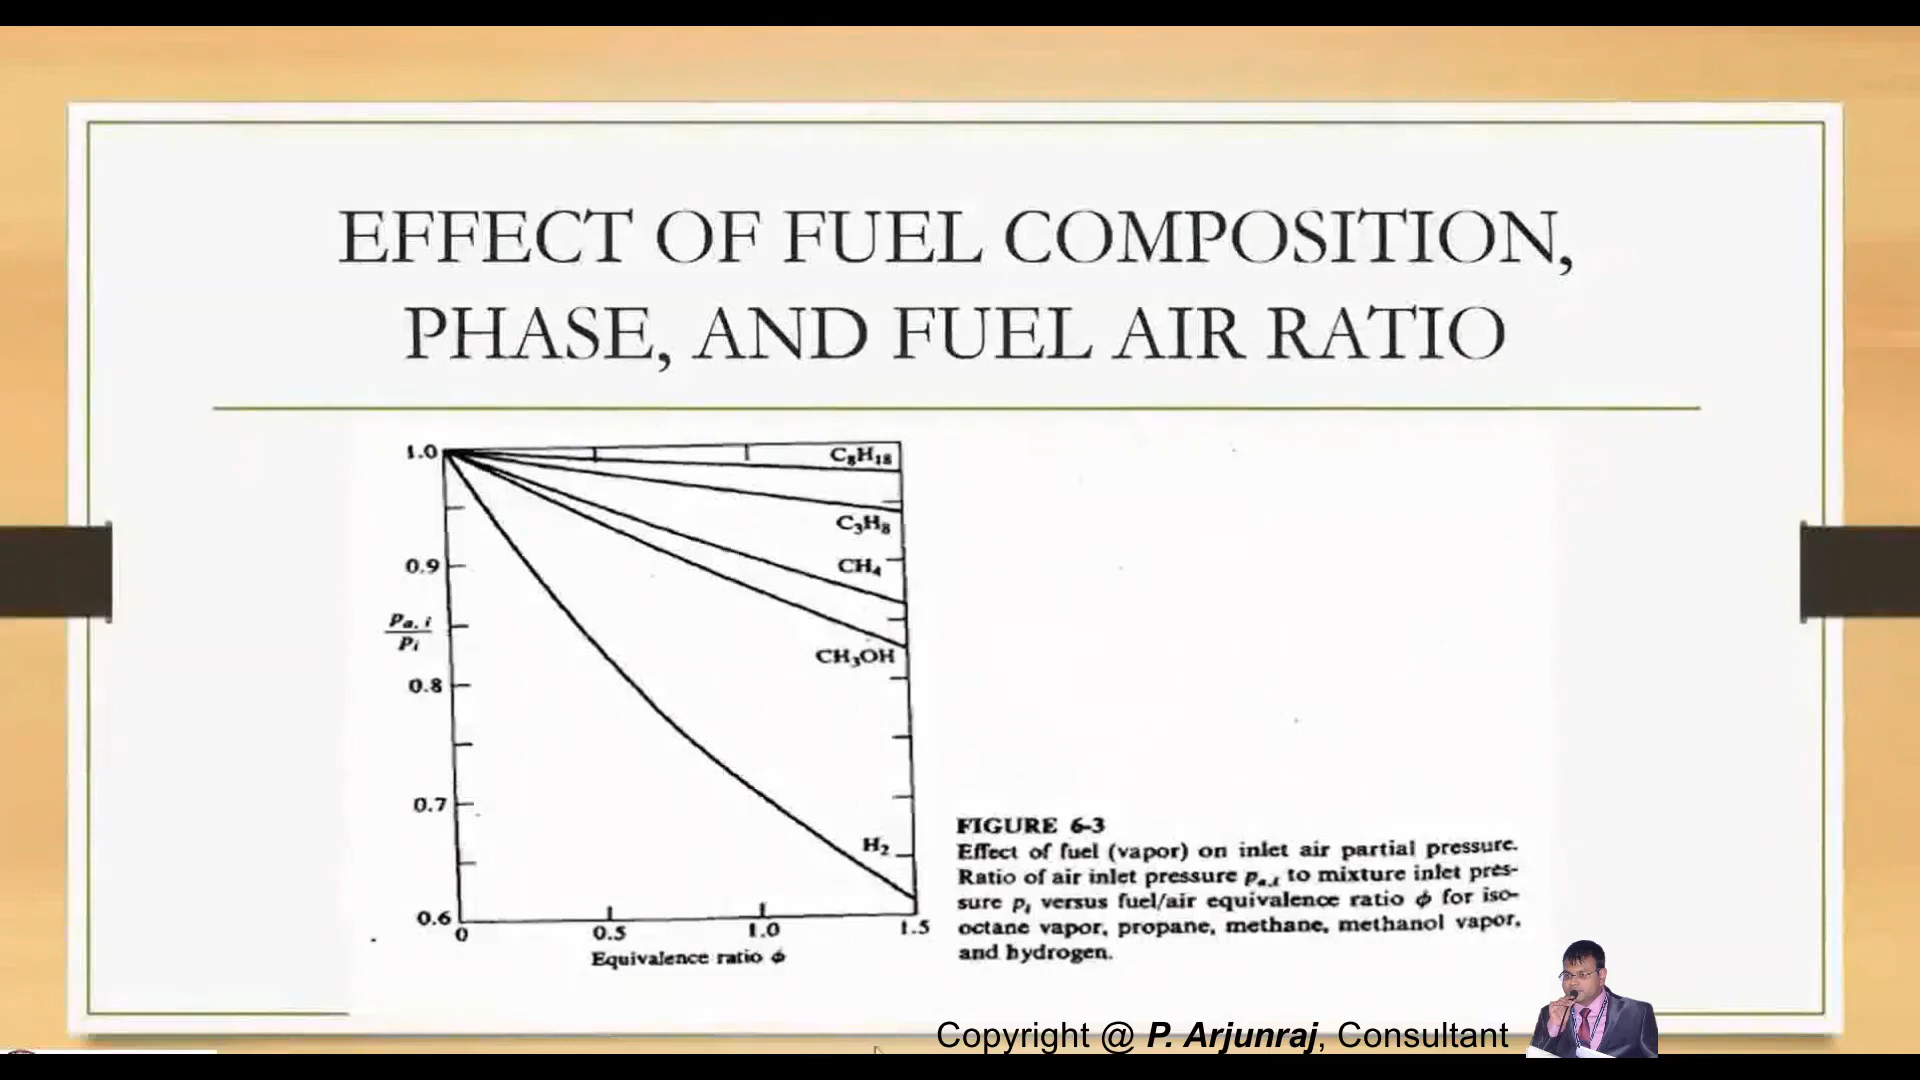 EFFECT OF FUEL COMPOSITION,
PHASE, AND FUEL AIR RATIO
1.0
0.9
0.8
0.7
0.6
pₐ,ᵢ
pᵢ
C₈H₁₈
C₃H₈
CH₄
CH₃OH
H₂
0
0.5
1.0
1.5
Equivalence ratio ϕ
FIGURE 6-3
Effect of fuel (vapor) on inlet air partial pressure.
Ratio of air inlet pressure pₐ,ᵢ to mixture inlet pres-
sure pᵢ versus fuel/air equivalence ratio ϕ for iso-
octane vapor, propane, methane, methanol vapor,
and hydrogen.
Copyright @ P. Arjunraj, Consultant